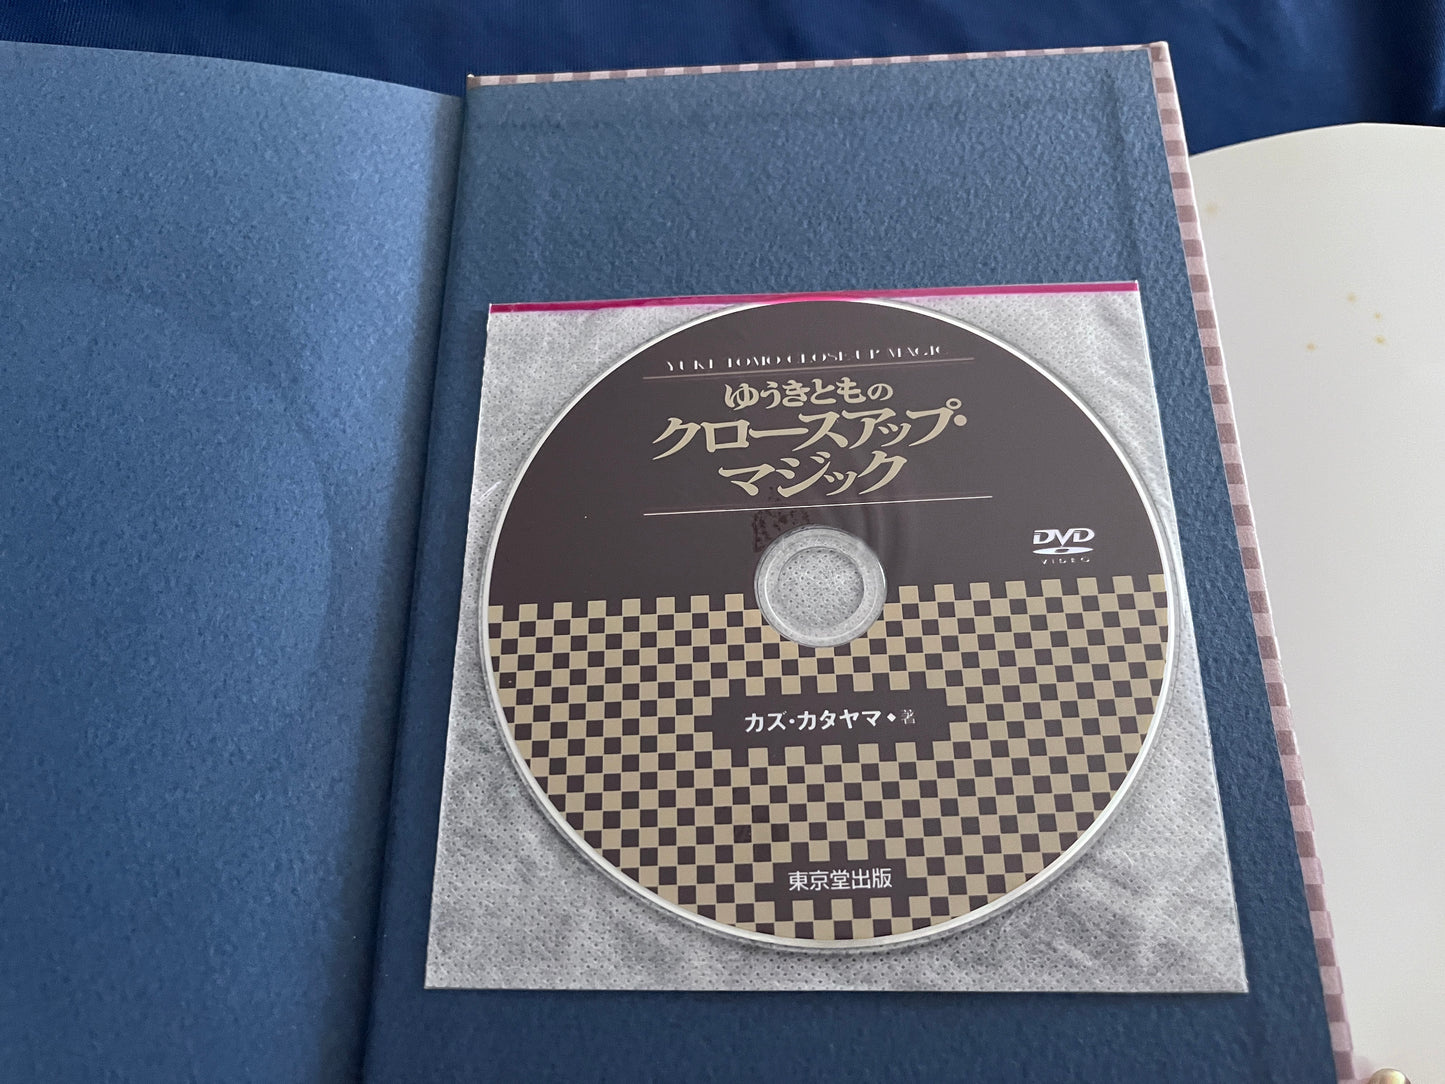 YUKI TOMO CLOSE-UP MAGIC
ゆうきともの
クロースアップ・
マジック
DVD
VIDEO
カズ・カタヤマ◆著
東京堂出版